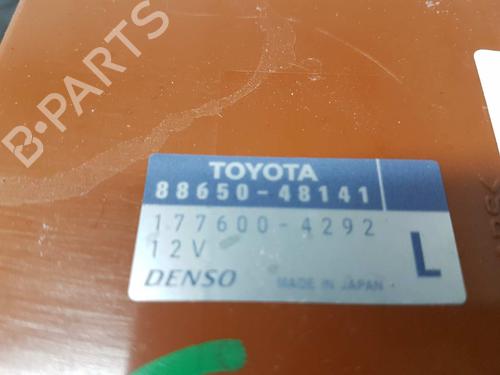 B-PARTS
TOYOTA
88650-48141
177600-4292
12V
L
DENSO
MADE IN JAPAN